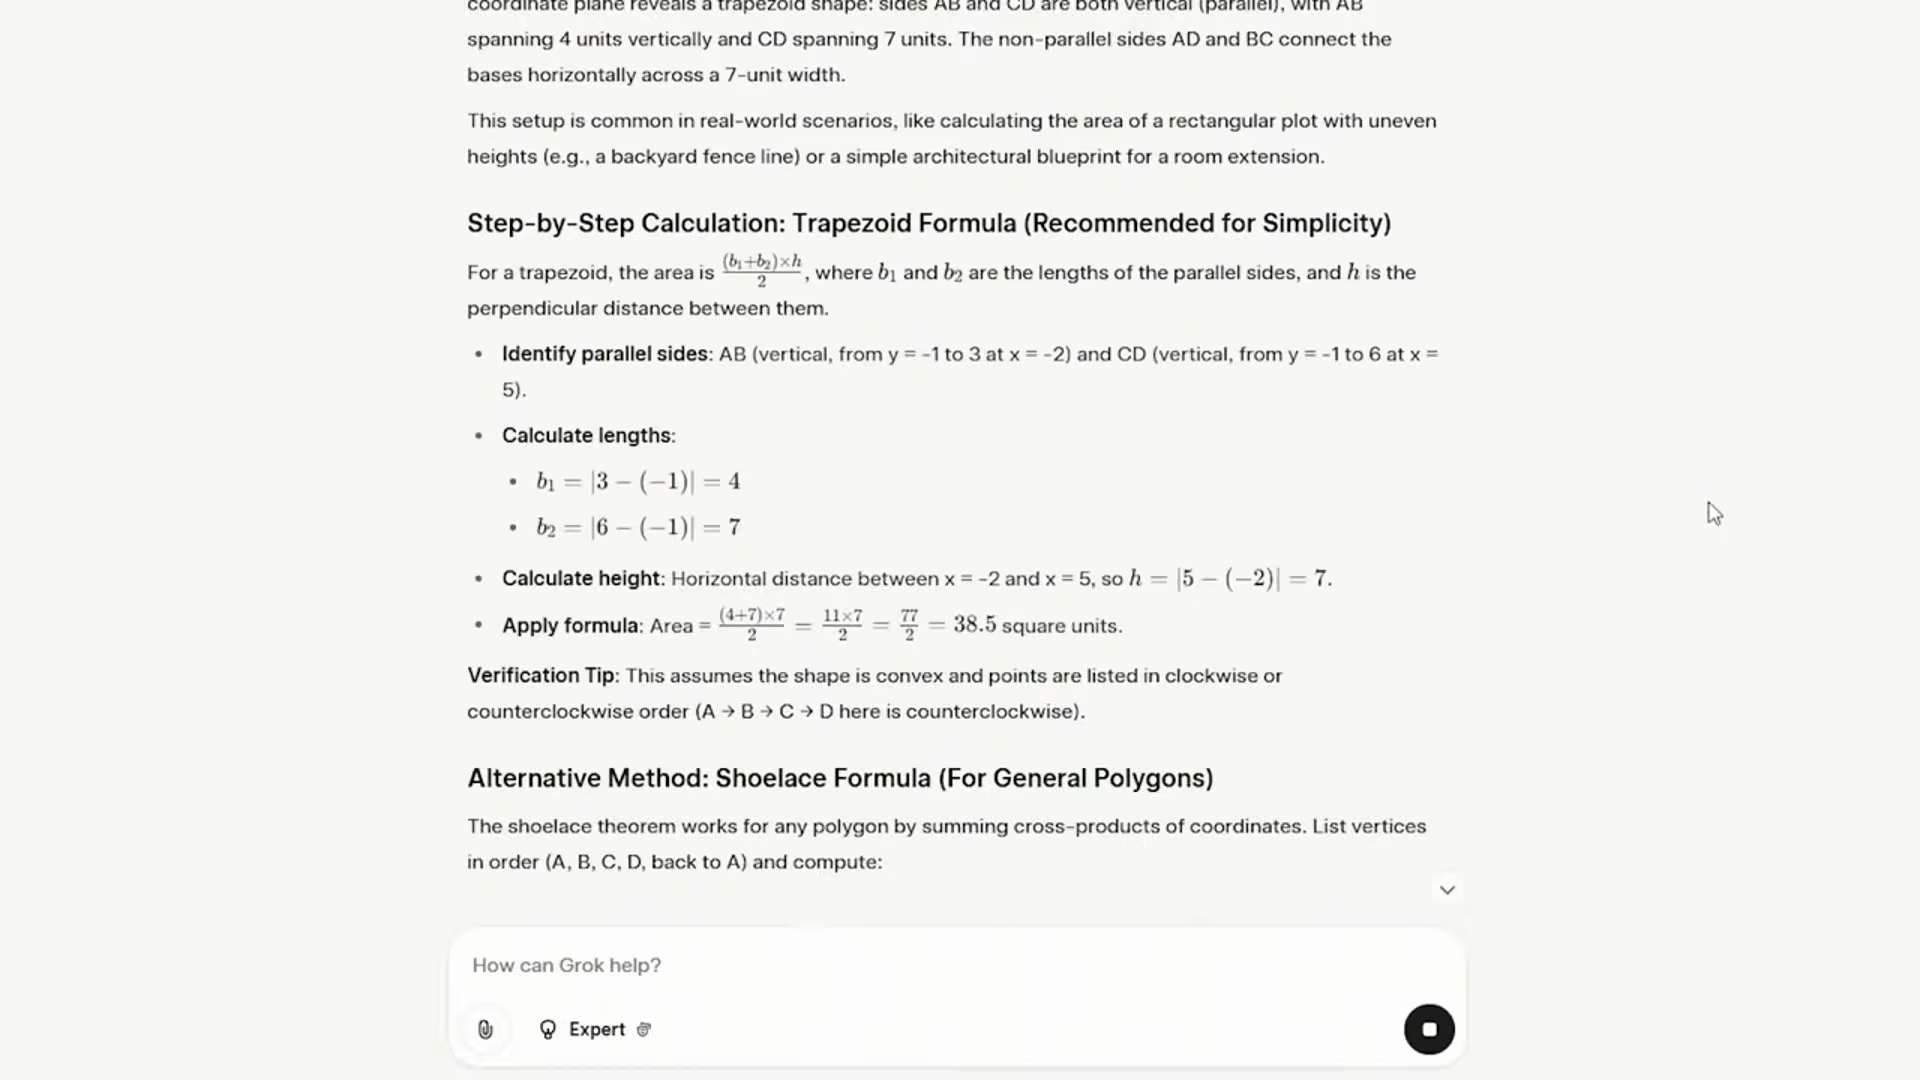 coordinate plane reveals a trapezoid shape: sides AB and CD are both vertical (parallel), with AB
spanning 4 units vertically and CD spanning 7 units. The non-parallel sides AD and BC connect the
bases horizontally across a 7-unit width.
This setup is common in real-world scenarios, like calculating the area of a rectangular plot with uneven
heights (e.g., a backyard fence line) or a simple architectural blueprint for a room extension.
Step-by-Step Calculation: Trapezoid Formula (Recommended for Simplicity)
For a trapezoid, the area is \frac{(b_1+b_2)×h}{2}, where b_1 and b_2 are the lengths of the parallel sides, and h is the
perpendicular distance between them.
• Identify parallel sides: AB (vertical, from y = -1 to 3 at x = -2) and CD (vertical, from y = -1 to 6 at x =
5).
• Calculate lengths:
• b_1 = |3 − (−1)| = 4
• b_2 = |6 − (−1)| = 7
• Calculate height: Horizontal distance between x = -2 and x = 5, so h = |5 − (−2)| = 7.
• Apply formula: Area = \frac{(4+7)×7}{2} = \frac{11×7}{2} = \frac{77}{2} = 38.5 square units.
Verification Tip: This assumes the shape is convex and points are listed in clockwise or
counterclockwise order (A → B → C → D here is counterclockwise).
Alternative Method: Shoelace Formula (For General Polygons)
The shoelace theorem works for any polygon by summing cross-products of coordinates. List vertices
in order (A, B, C, D, back to A) and compute:
How can Grok help?
Expert